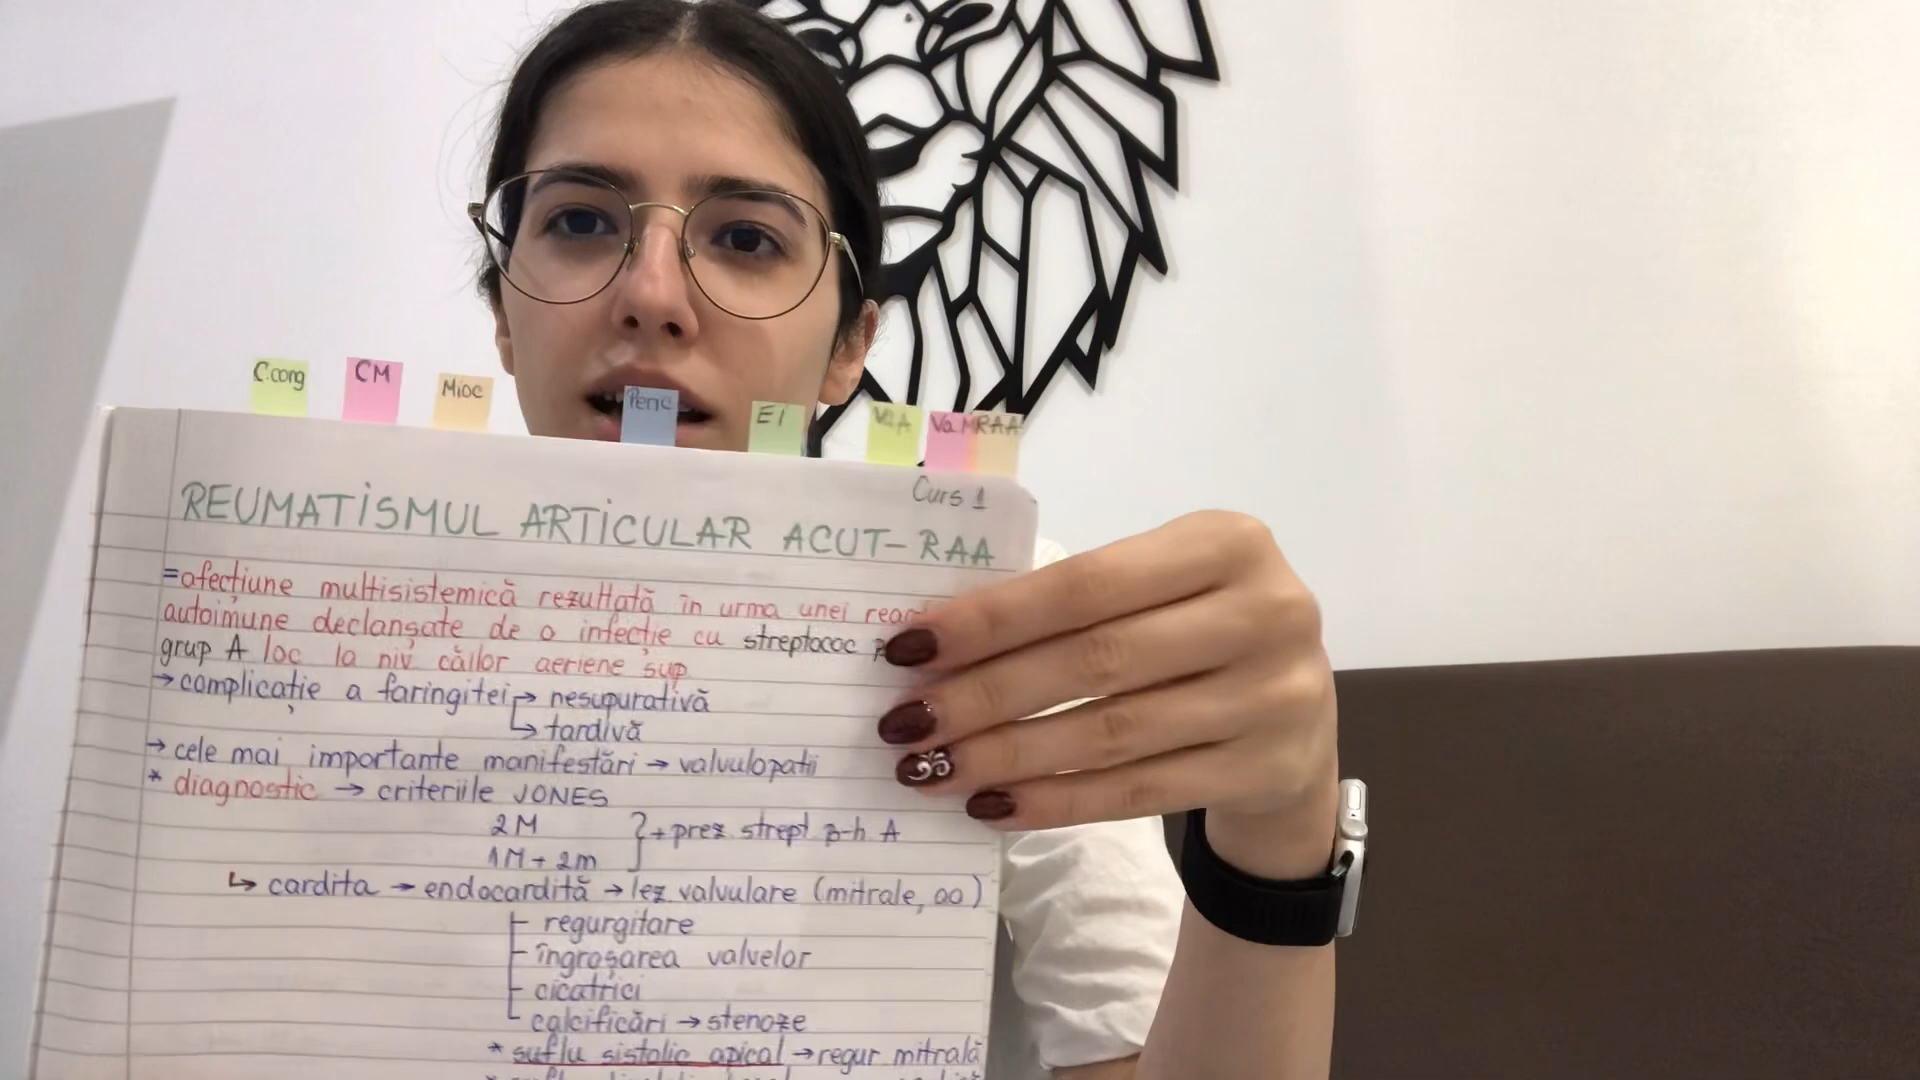 C.cong
CM
Mioc
Peric
EI
VaA
VaM
RAA
Curs 1
REUMATISMUL ARTICULAR ACUT-RAA
=afecțiune multisistemică rezultată în urma unei
autoimune declanșate de o infecție cu streptococ
grup A loc la niv căilor aeriene sup
→ complicație a faringitei → nesupurativă
→ tardivă
→ cele mai importante manifestări → valvulopatii
* diagnostic → criteriile JONES
2M
1M + 2m } + prez strept β-h A
↳ cardita → endocardită → lez valvulare (mitrale, ao)
regurgitare
îngroșarea valvelor
cicatrici
calcificări → stenoze
* suflu sistolic apical → regur mitrală